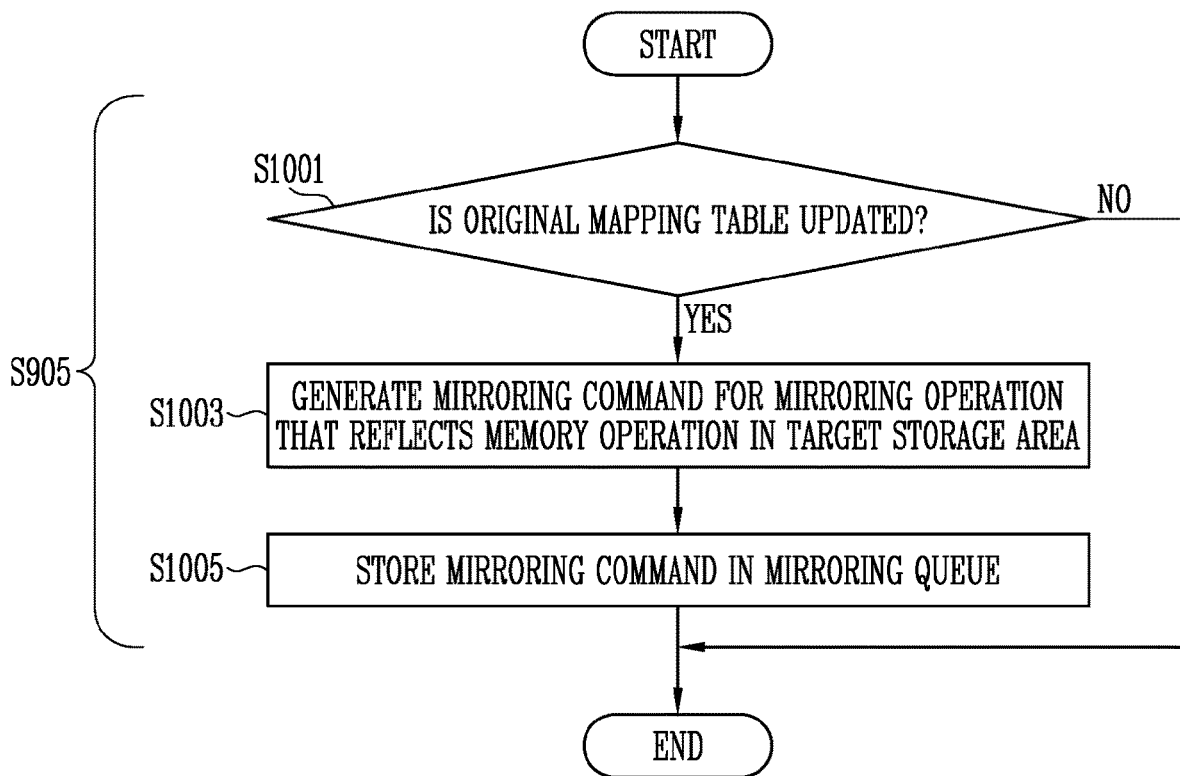 START
S1001
IS ORIGINAL MAPPING TABLE UPDATED?
NO
YES
S905
S1003
GENERATE MIRRORING COMMAND FOR MIRRORING OPERATION
THAT REFLECTS MEMORY OPERATION IN TARGET STORAGE AREA
S1005
STORE MIRRORING COMMAND IN MIRRORING QUEUE
END